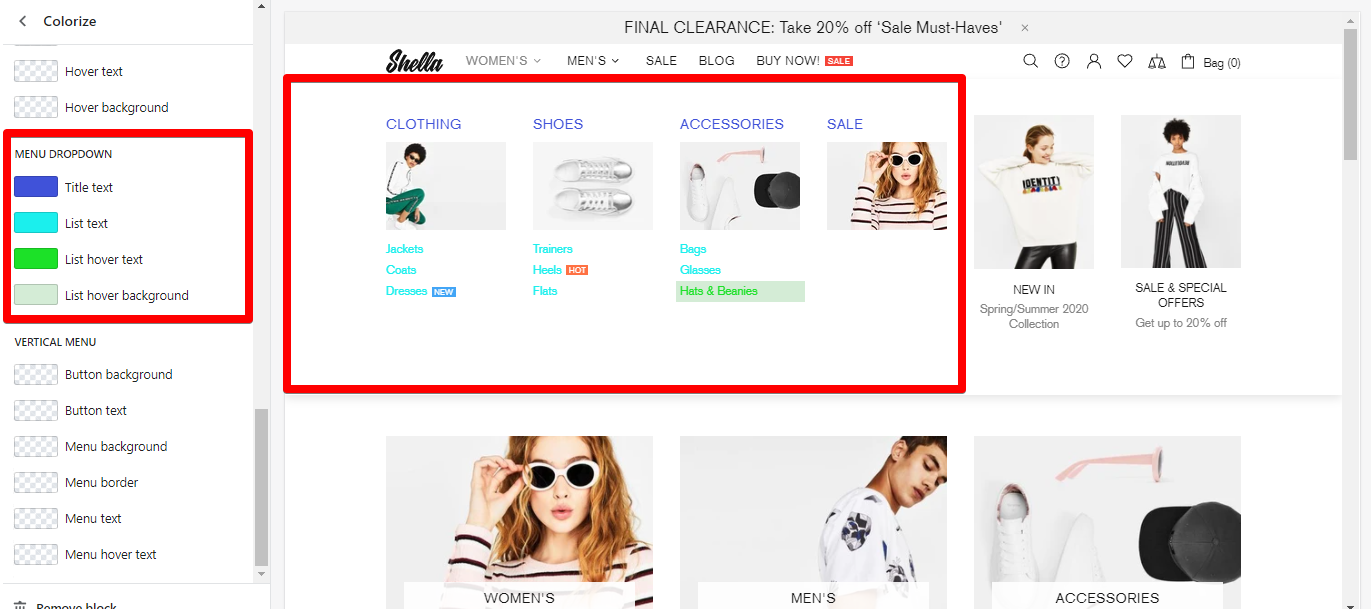 Colorize
Hover text
Hover background
MENU DROPDOWN
Title text
List text
List hover text
List hover background
VERTICAL MENU
Button background
Button text
Menu background
Menu border
Menu text
Menu hover text
Remove block
FINAL CLEARANCE: Take 20% off ‘Sale Must-Haves’ ×
Shella WOMEN'S MEN'S SALE BLOG BUY NOW! SALE Bag (0)
CLOTHING SHOES ACCESSORIES SALE
Jackets Trainers Bags
Coats Heels HOT Glasses
Dresses NEW Flats Hats & Beanies
IDENTITY
NEW IN
Spring/Summer 2020
Collection
SALE & SPECIAL
OFFERS
Get up to 20% off
WOMEN'S MEN'S ACCESSORIES